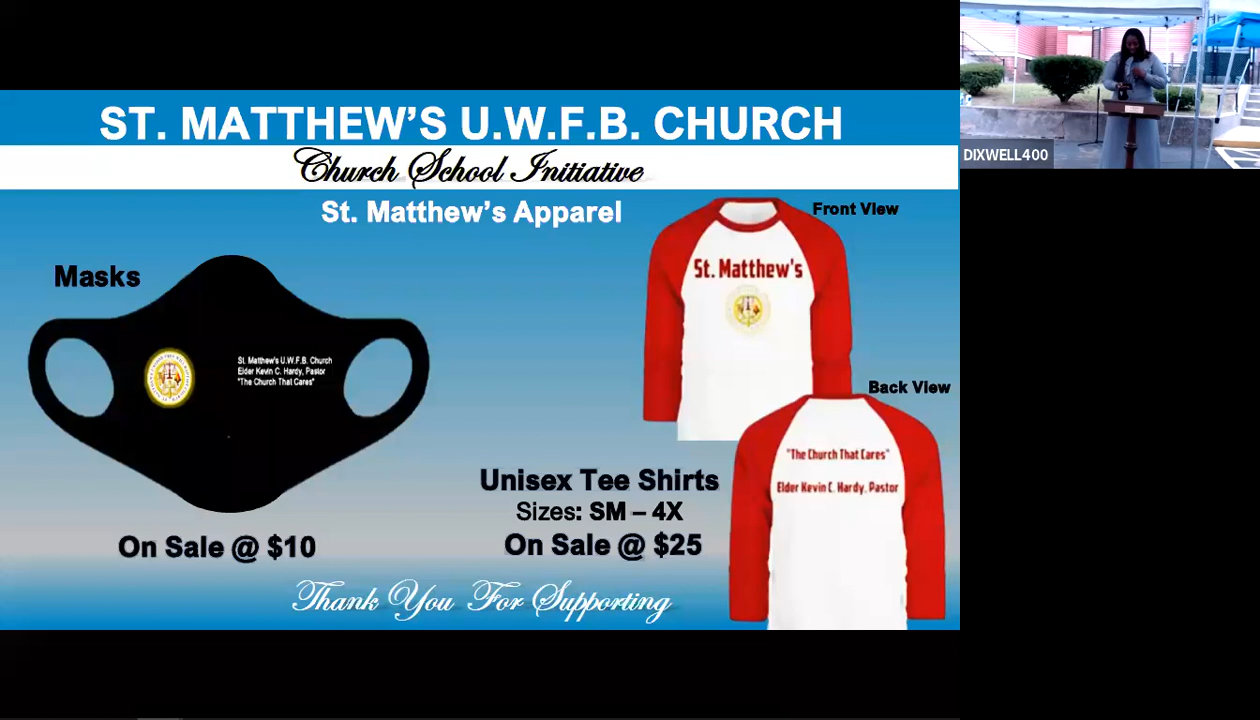 ST. MATTHEW'S U.W.F.B. CHURCH
Church School Initiative
St. Matthew's Apparel
Masks
St. Matthew's U.W.F.B. Church
Elder Kevin C. Hardy, Pastor
"The Church That Cares"
On Sale @ $10
Front View
St. Matthew's
Back View
"The Church That Cares"
Elder Kevin C. Hardy, Pastor
Unisex Tee Shirts
Sizes: SM – 4X
On Sale @ $25
Thank You For Supporting
DIXWELL400